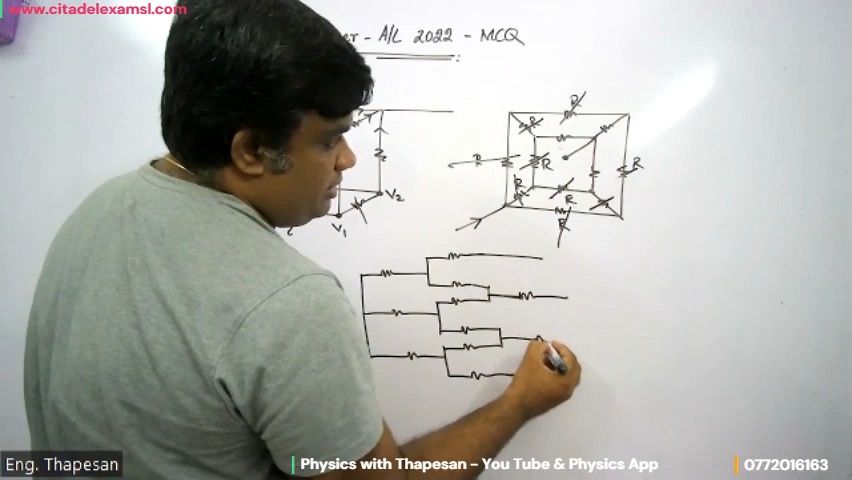 www.citadelexamsl.com
- A/L 2022 - MCQ
R
R
R
R
R
R
R
R
V2
V1
Eng. Thapesan
Physics with Thapesan - You Tube & Physics App
0772016163